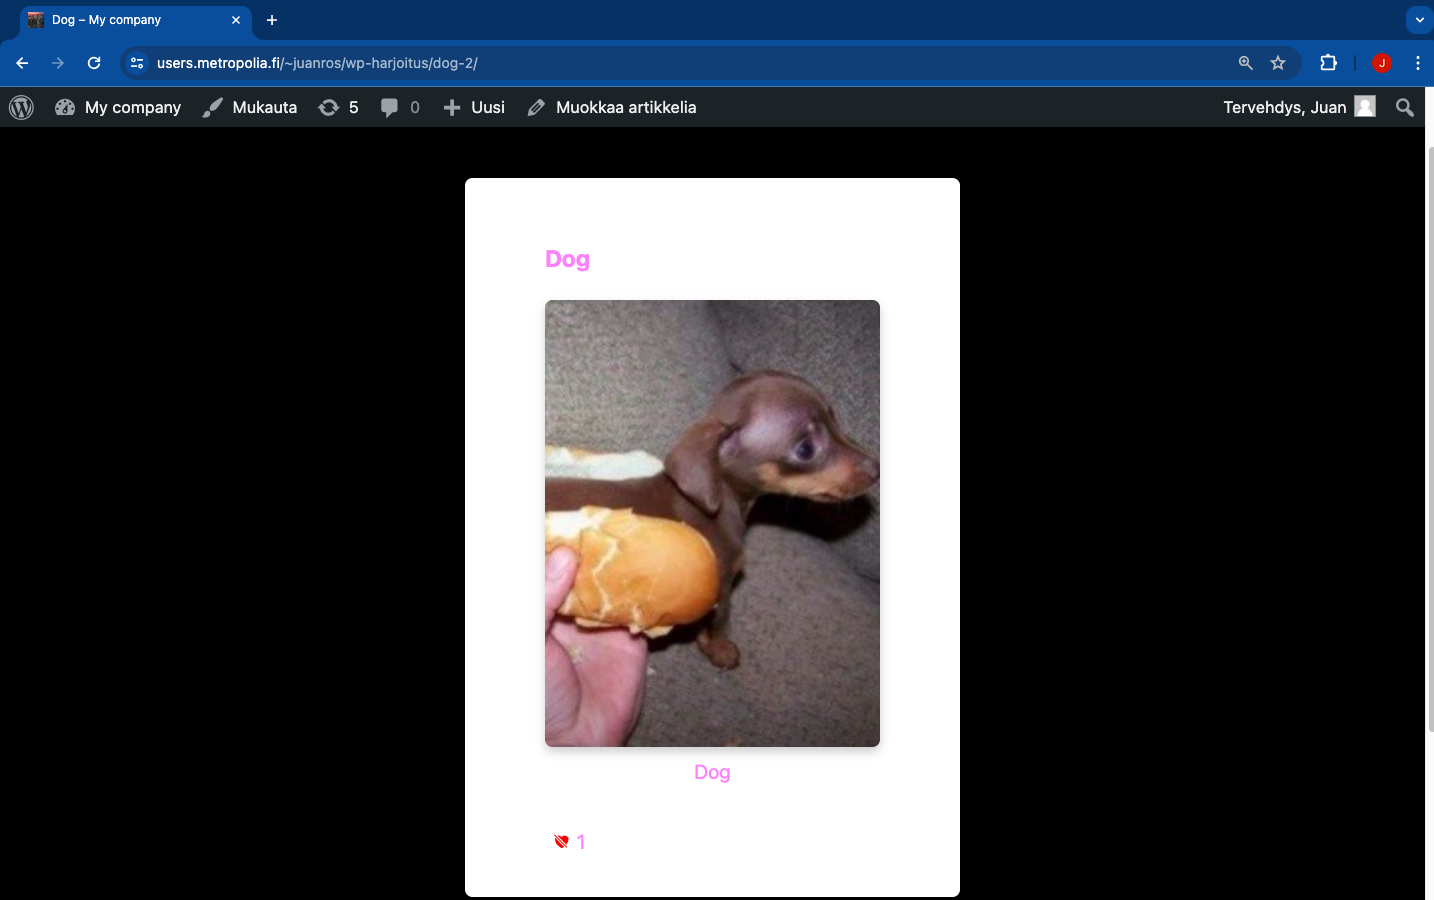 Dog – My company
users.metropolia.fi/~juanros/wp-harjoitus/dog-2/
J
My company Mukauta 5 0 Uusi Muokkaa artikkelia Tervehdys, Juan
Dog
Dog
1